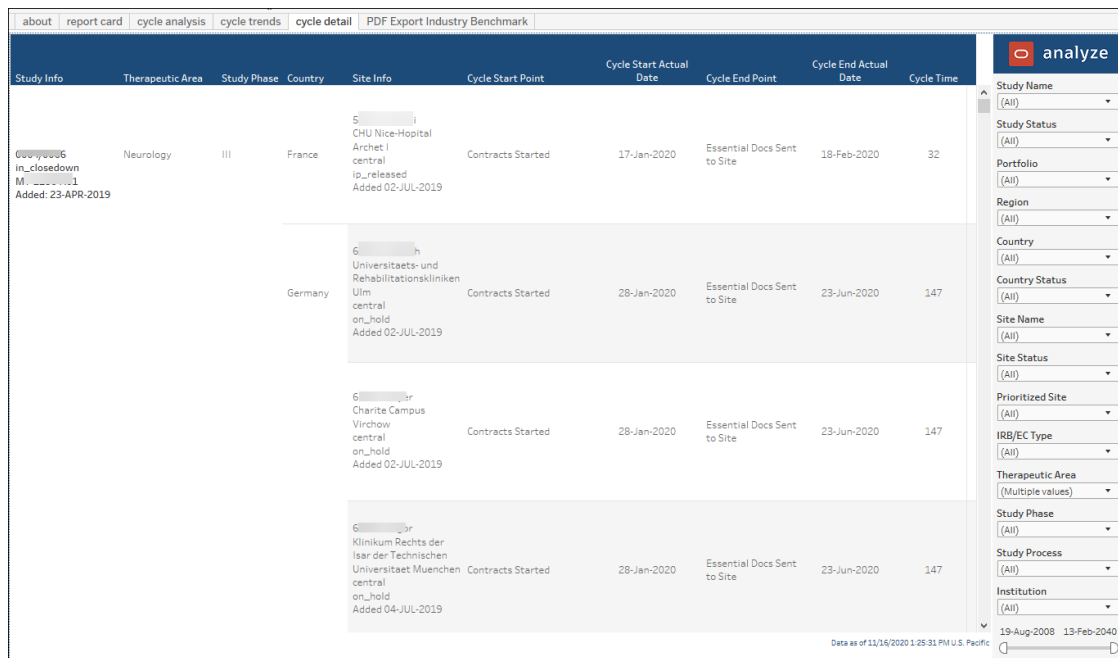 about report card cycle analysis cycle trends cycle detail PDF Export Industry Benchmark
Study Info Therapeutic Area Study Phase Country Site Info Cycle Start Point Cycle Start Actual Date Cycle End Point Cycle End Actual Date Cycle Time
in_closedown
Added: 23-APR-2019
Neurology
III
France
CHU Nice-Hopital
Archet I
central
ip_released
Added 02-JUL-2019
Contracts Started
17-Jan-2020
Essential Docs Sent
to Site
18-Feb-2020
32
Germany
Universitaets- und
Rehabilitationskliniken
Ulm
central
on_hold
Added 02-JUL-2019
Contracts Started
28-Jan-2020
Essential Docs Sent
to Site
23-Jun-2020
147
Charite Campus
Virchow
central
on_hold
Added 02-JUL-2019
Contracts Started
28-Jan-2020
Essential Docs Sent
to Site
23-Jun-2020
147
Klinikum Rechts der
Isar der Technischen
Universitaet Muenchen
central
on_hold
Added 04-JUL-2019
Contracts Started
28-Jan-2020
Essential Docs Sent
to Site
23-Jun-2020
147
Data as of 11/16/2020 1:25:31 PM U.S. Pacific
analyze
Study Name
(All)
Study Status
(All)
Portfolio
(All)
Region
(All)
Country
(All)
Country Status
(All)
Site Name
(All)
Site Status
(All)
Prioritized Site
(All)
IRB/EC Type
(All)
Therapeutic Area
(Multiple values)
Study Phase
(All)
Study Process
(All)
Institution
(All)
19-Aug-2008 13-Feb-2040